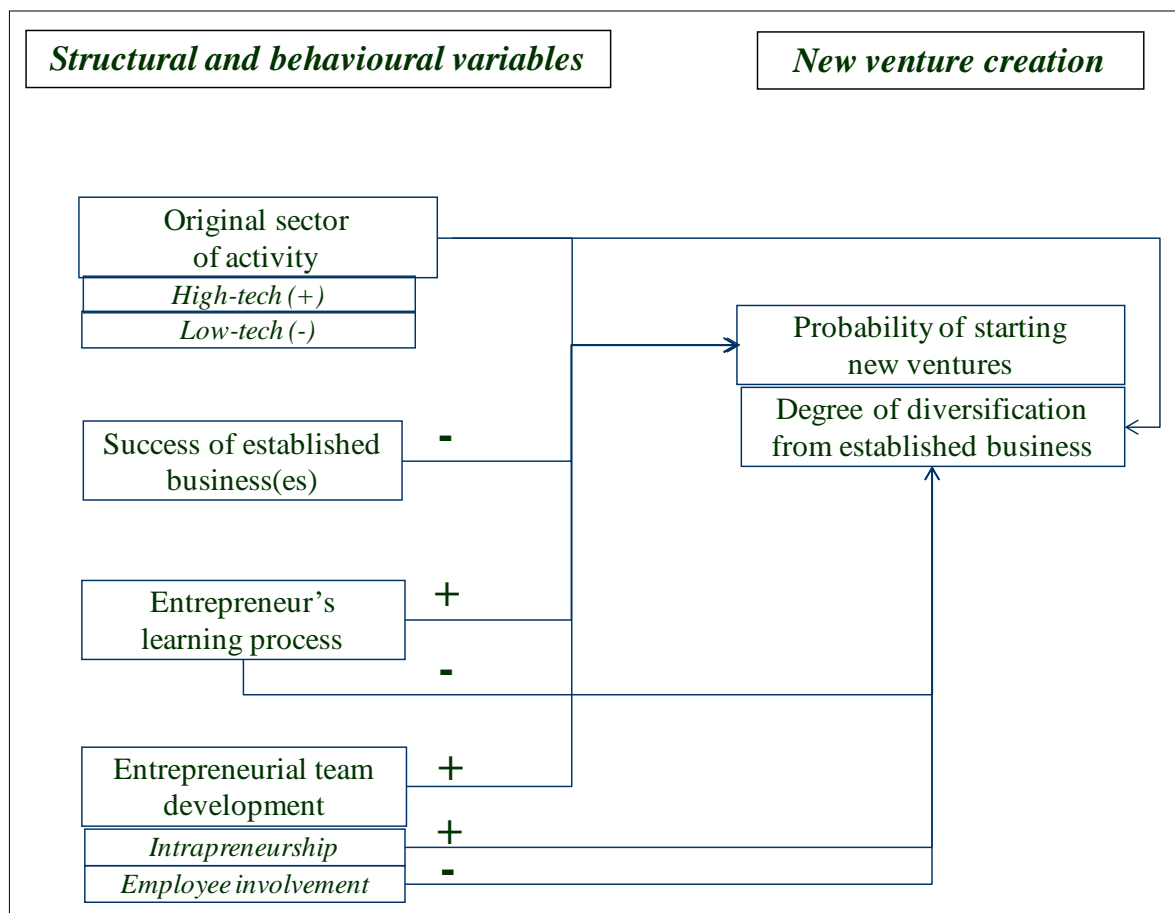 Structural and behavioural variables
New venture creation
Original sector
of activity
High-tech (+)
Low-tech (-)
Probability of starting
new ventures
Degree of diversification
from established business
-
Success of established
business(es)
+
Entrepreneur’s
learning process
-
+
Entrepreneurial team
development
+
Intrapreneurship
-
Employee involvement